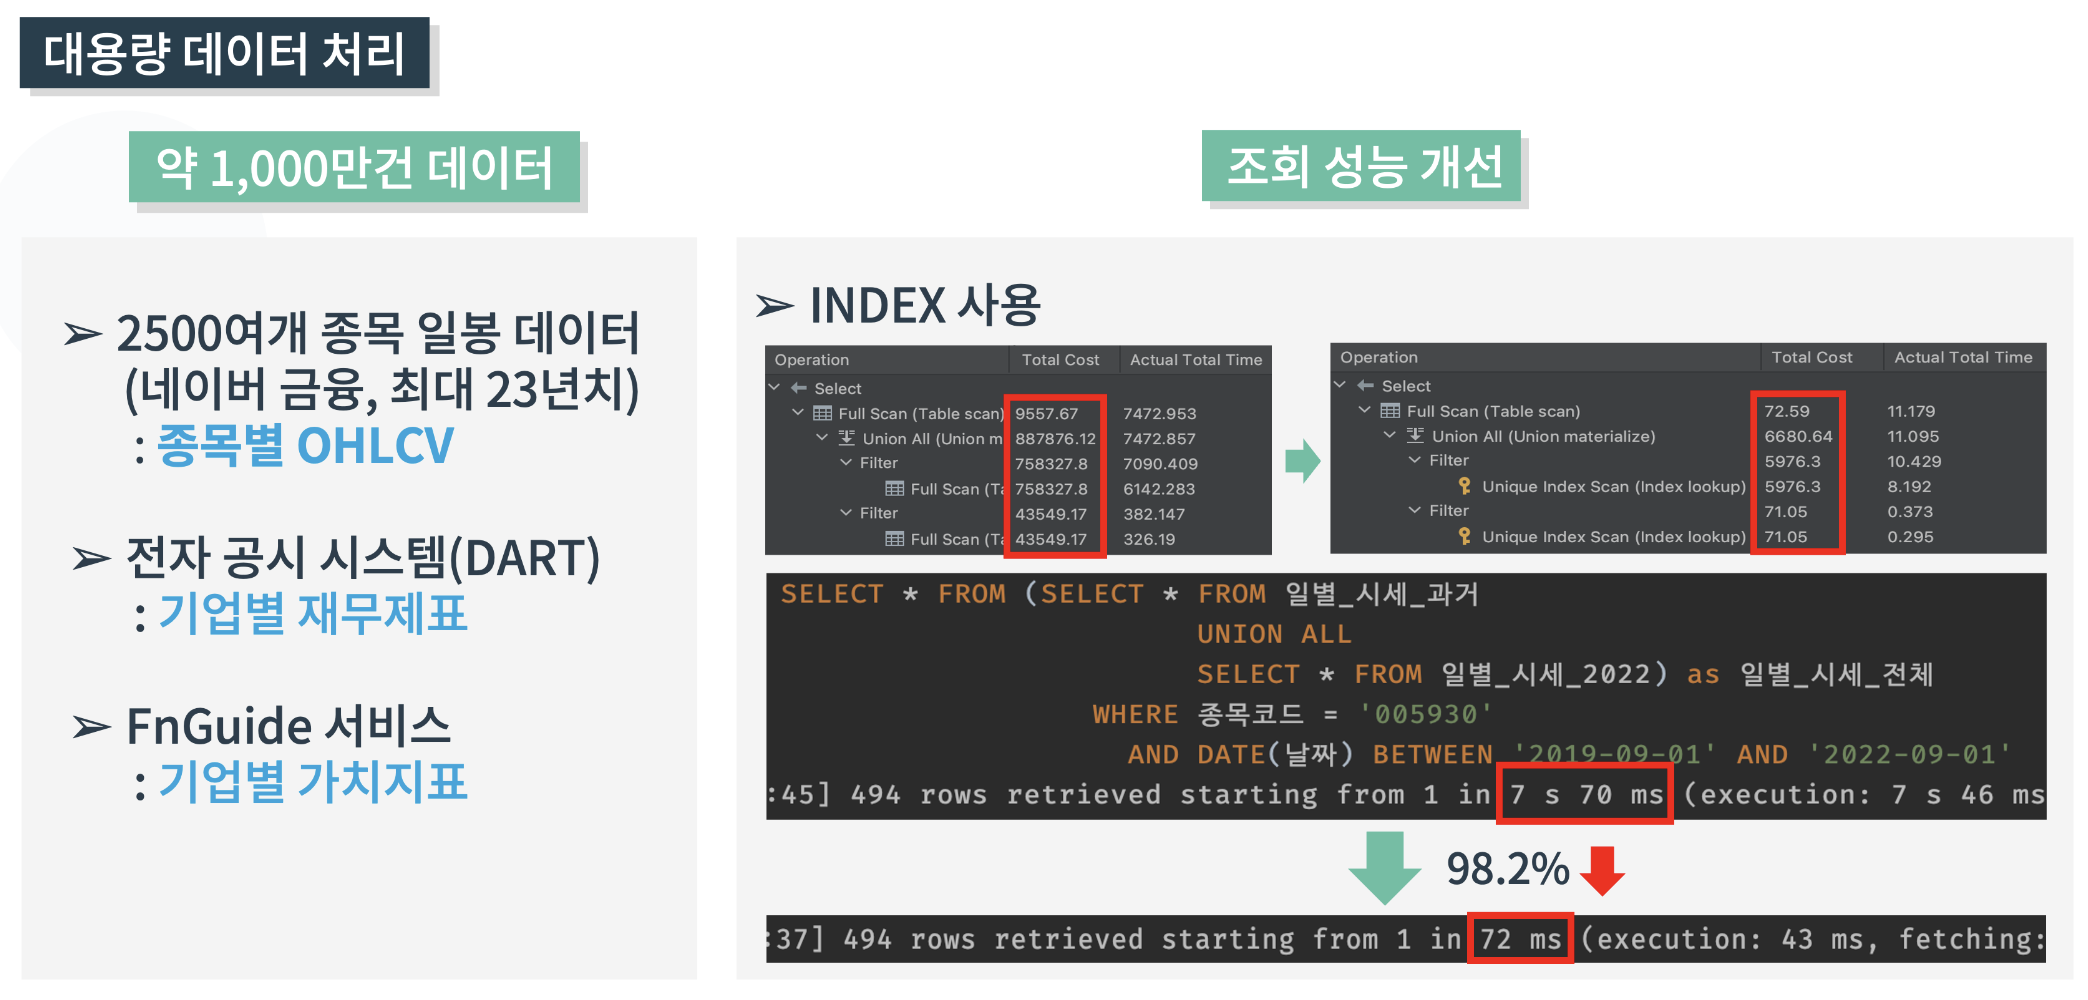 대용량 데이터 처리
약 1,000만건 데이터
➢ 2500여개 종목 일봉 데이터
(네이버 금융, 최대 23년치)
: 종목별 OHLCV
➢ 전자 공시 시스템(DART)
: 기업별 재무제표
➢ FnGuide 서비스
: 기업별 가치지표
조회 성능 개선
➢ INDEX 사용
Operation Total Cost Actual Total Time
Select
Full Scan (Table scan) 9557.67 7472.953
Union All (Union m 887876.12 7472.857
Filter 758327.8 7090.409
Full Scan (Ta 758327.8 6142.283
Filter 43549.17 382.147
Full Scan (Ta 43549.17 326.19
Operation Total Cost Actual Total Time
Select
Full Scan (Table scan) 72.59 11.179
Union All (Union materialize) 6680.64 11.095
Filter 5976.3 10.429
Unique Index Scan (Index lookup) 5976.3 8.192
Filter 71.05 0.373
Unique Index Scan (Index lookup) 71.05 0.295
SELECT * FROM (SELECT * FROM 일별_시세_과거
UNION ALL
SELECT * FROM 일별_시세_2022) as 일별_시세_전체
WHERE 종목코드 = '005930'
AND DATE(날짜) BETWEEN '2019-09-01' AND '2022-09-01'
:45] 494 rows retrieved starting from 1 in 7 s 70 ms (execution: 7 s 46 ms
98.2%
:37] 494 rows retrieved starting from 1 in 72 ms (execution: 43 ms, fetching: